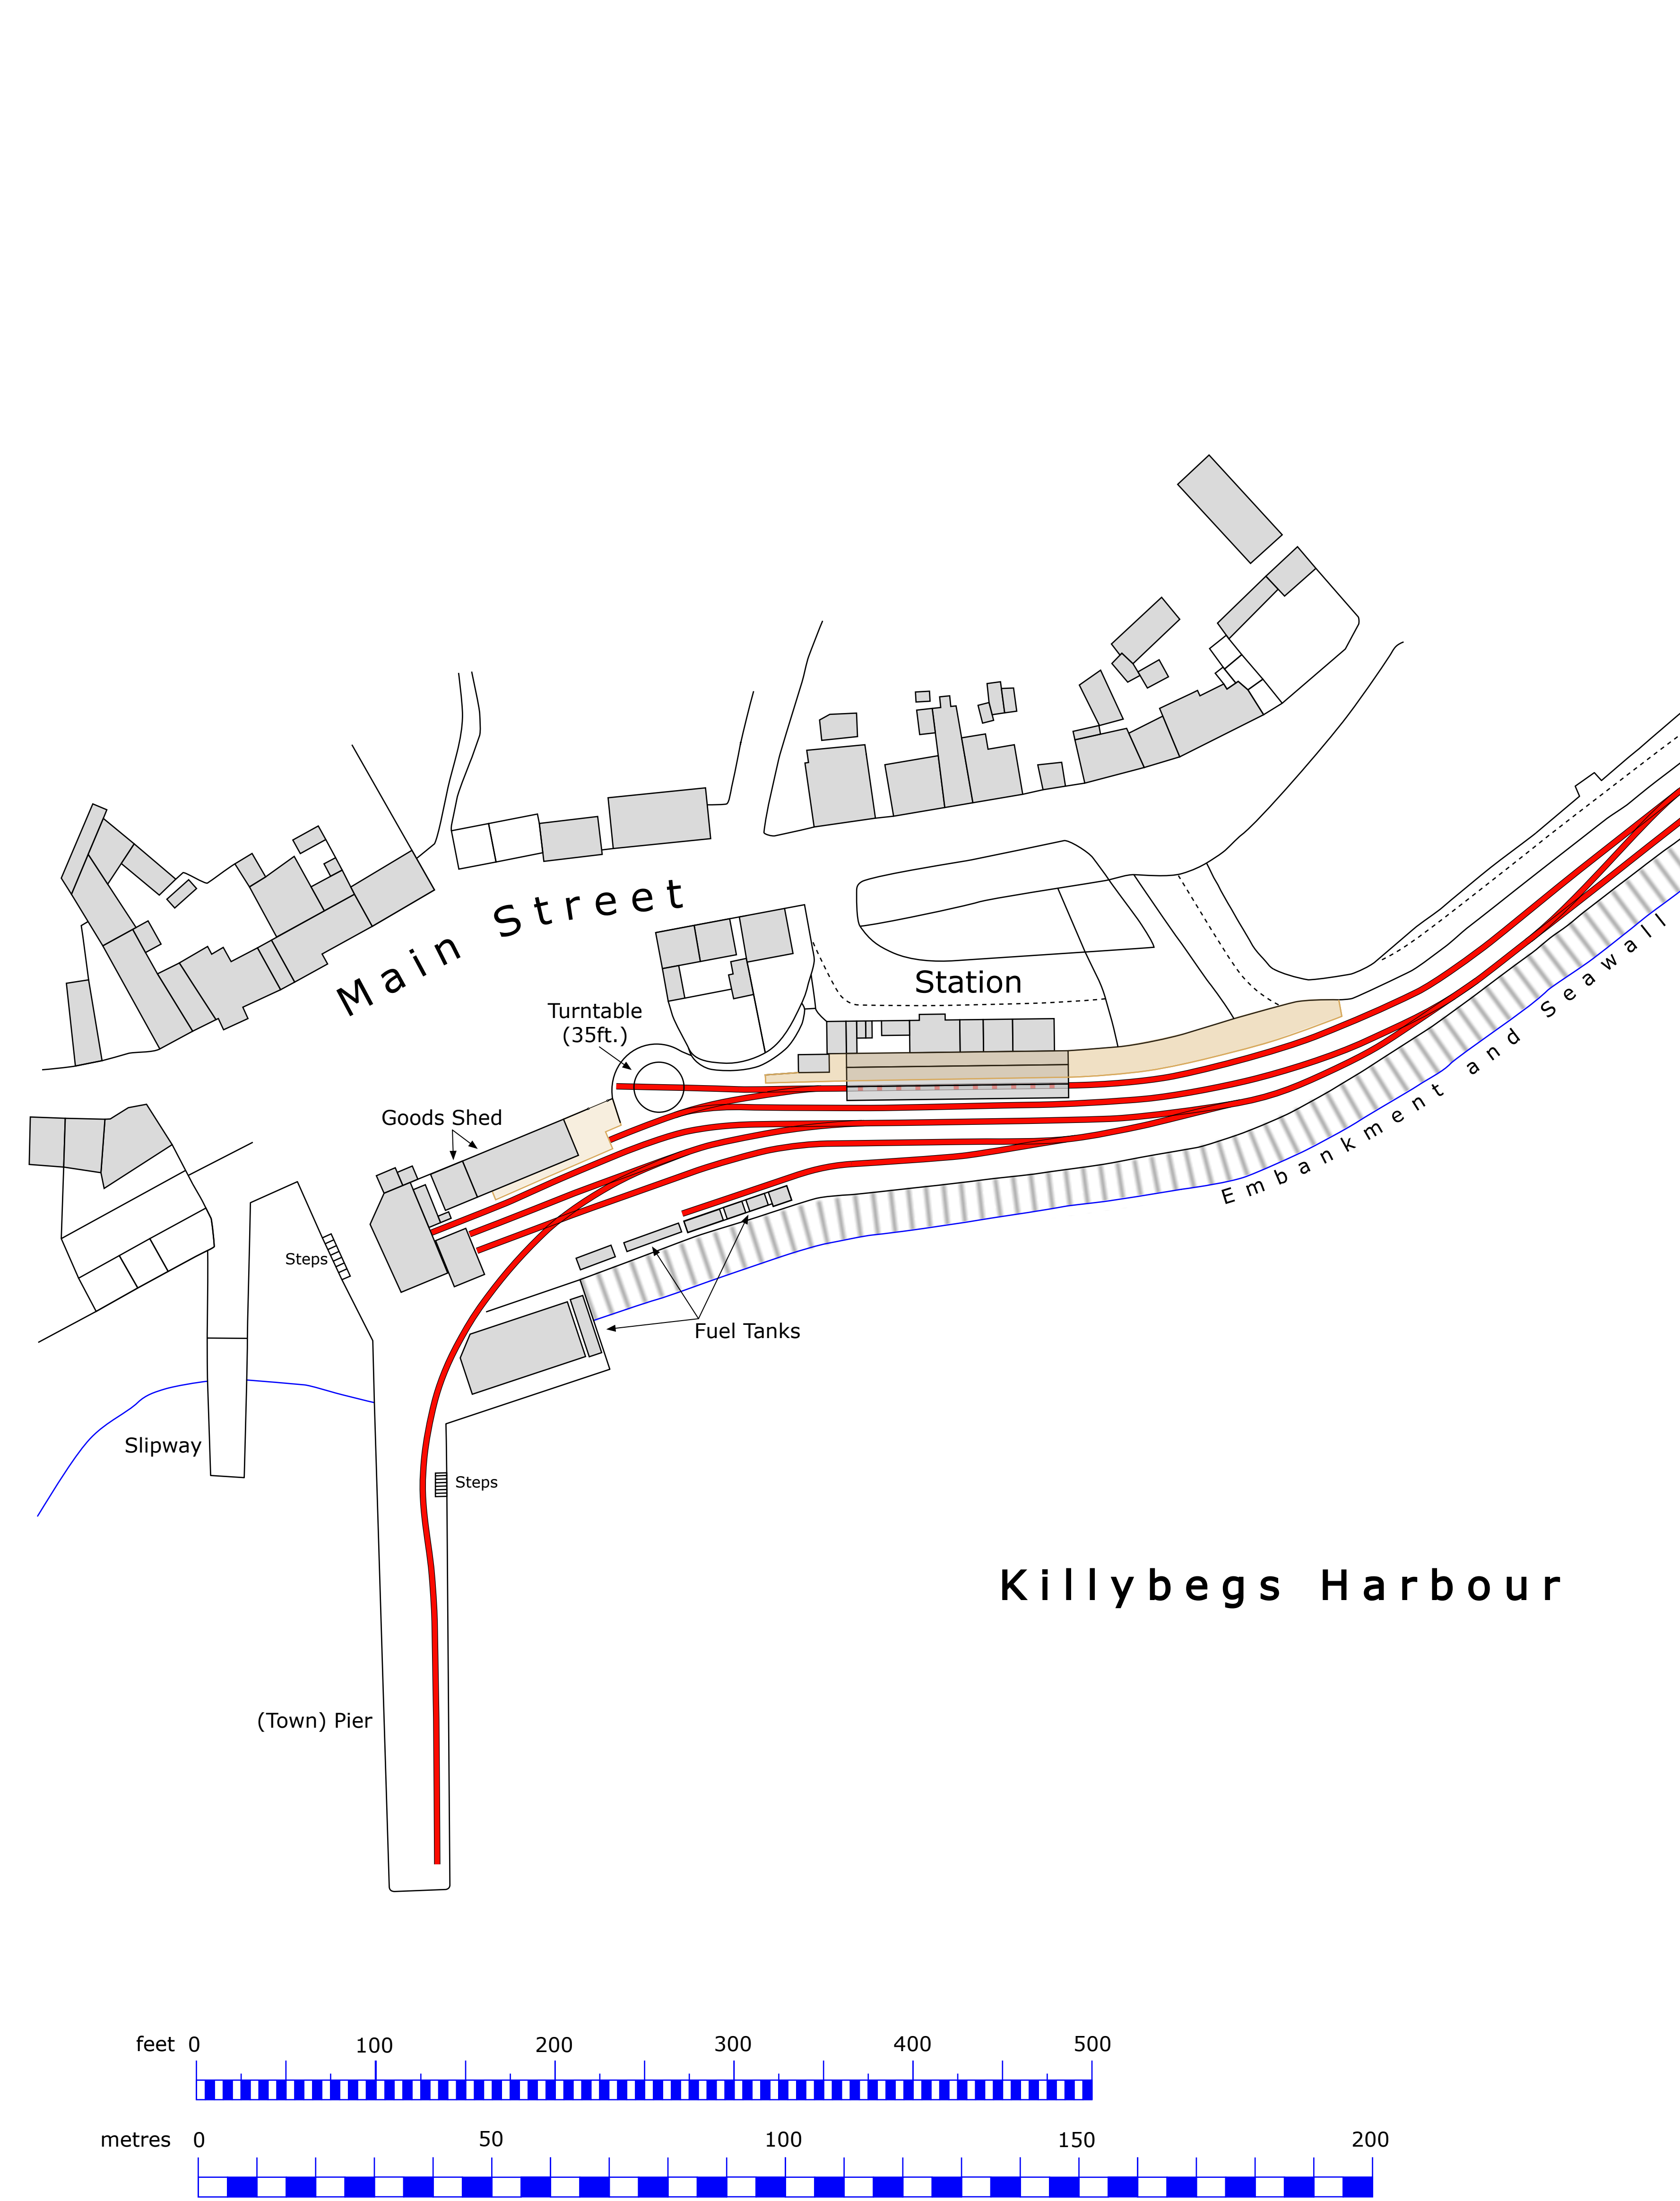 Main Street
Station
Turntable
(35ft.)
Goods Shed
Embankment and Seawall
Steps
Fuel Tanks
Slipway
Steps
Killybegs Harbour
(Town) Pier
feet 0 100 200 300 400 500
metres 0 50 100 150 200